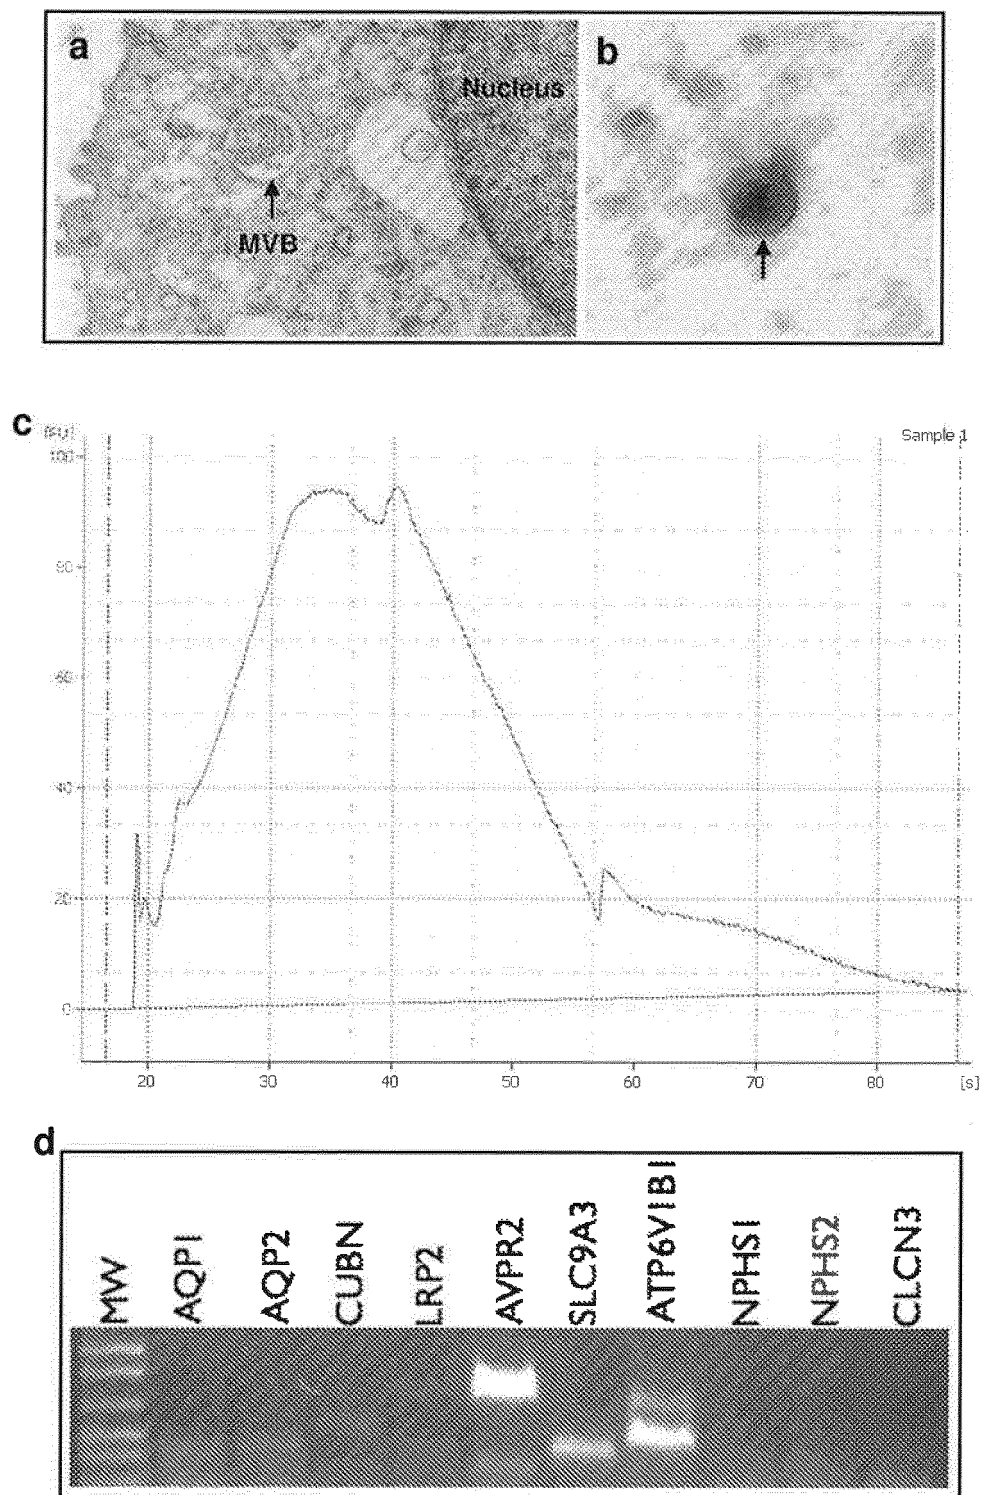 a
Nucleus
MVB
b
c
[FU]
Sample 1
100
80
60
40
20
0
20 30 40 50 60 70 80 [s]
d
MW AQP1 AQP2 CUBN LRP2 AVPR2 SLC9A3 ATP6V1B1 NPHS1 NPHS2 CLCN3